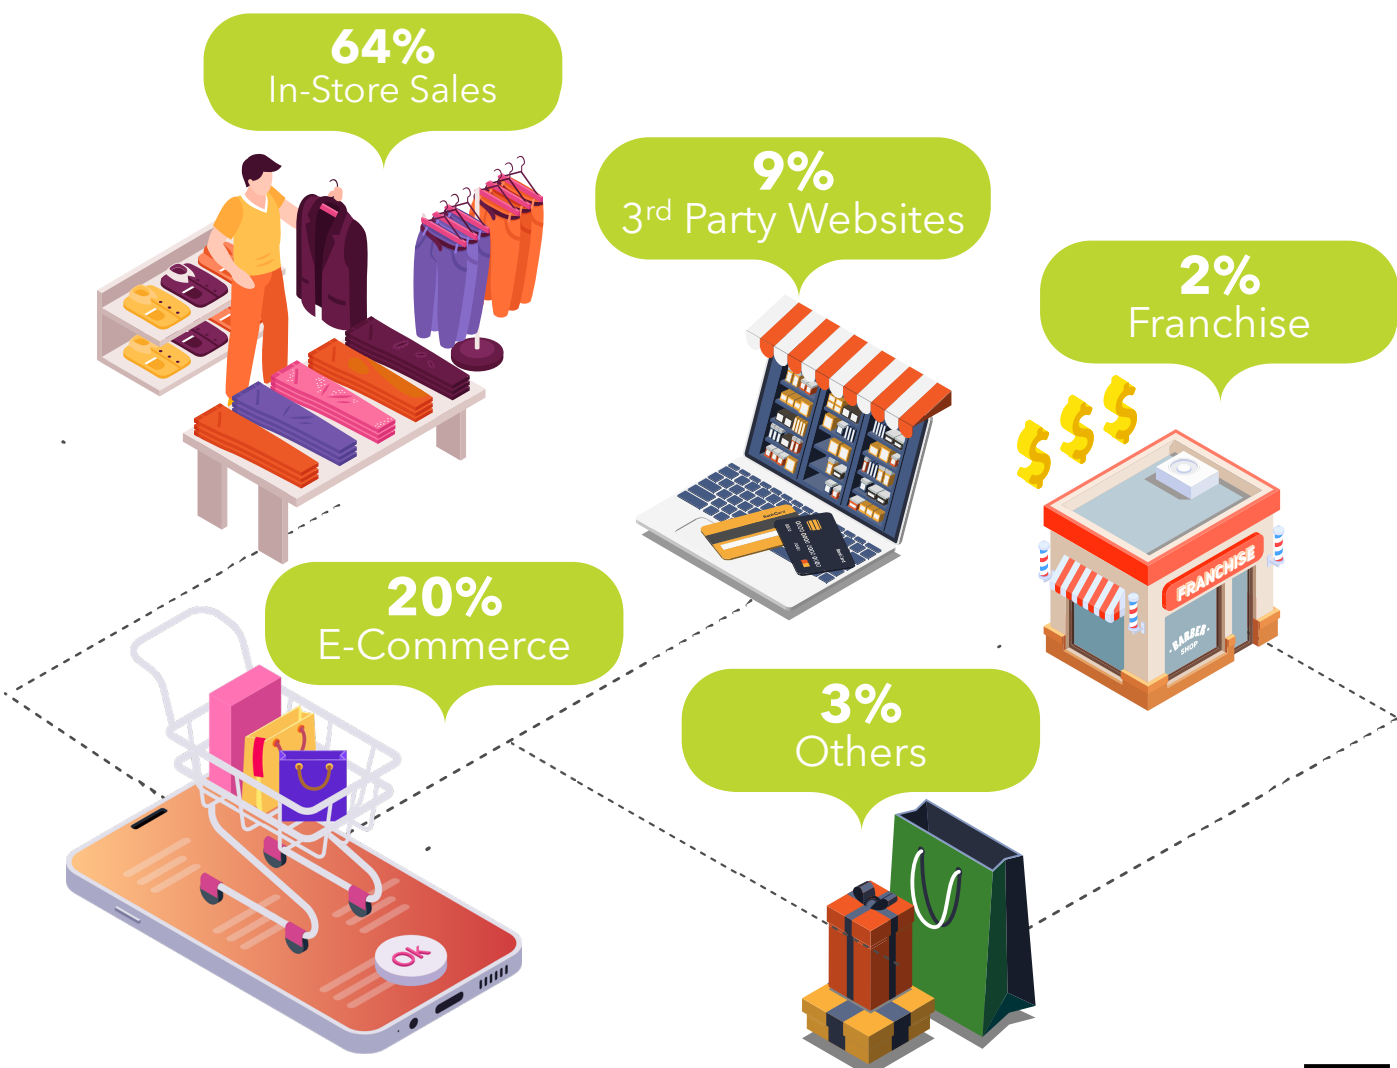 64%
In-Store Sales
9%
3rd Party Websites
2%
Franchise
FRANCHISE
BARBER
SHOP
20%
E-Commerce
3%
Others
Ok